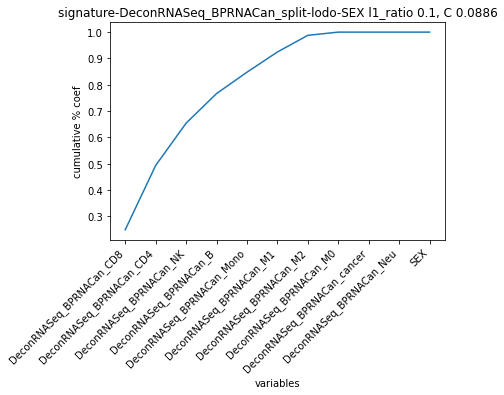 signature-DeconRNASeq_BPRNACan_split-lodo-SEX l1_ratio 0.1, C 0.0886
1.0
0.9
0.8
0.7
0.6
0.5
0.4
0.3
cumulative % coef
DeconRNASeq_BPRNACan_CD8
DeconRNASeq_BPRNACan_CD4
DeconRNASeq_BPRNACan_NK
DeconRNASeq_BPRNACan_B
DeconRNASeq_BPRNACan_Mono
DeconRNASeq_BPRNACan_M1
DeconRNASeq_BPRNACan_M2
DeconRNASeq_BPRNACan_M0
DeconRNASeq_BPRNACan_cancer
DeconRNASeq_BPRNACan_Neu
SEX
variables